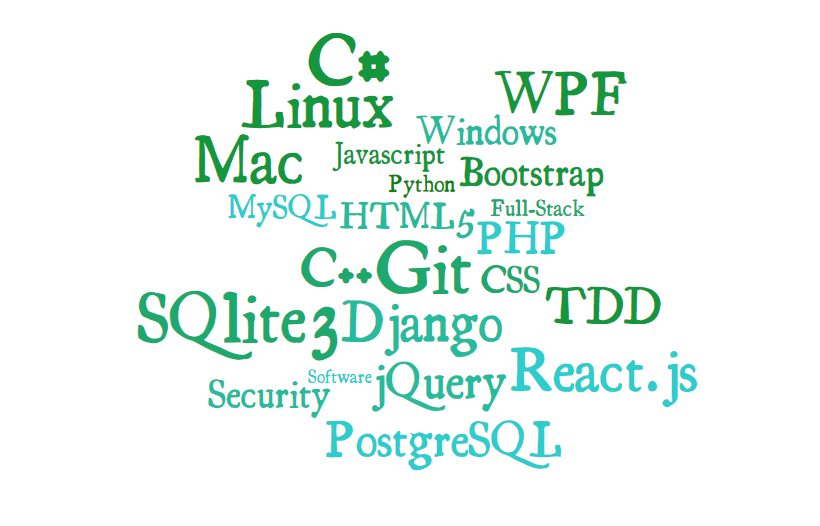 C#
Linux
WPF
Windows
Mac
Javascript
Python
Bootstrap
MySQL
HTML5
Full-Stack
PHP
C++
Git
CSS
SQlite3
Django
TDD
Security
Software
jQuery
React.js
PostgreSQL